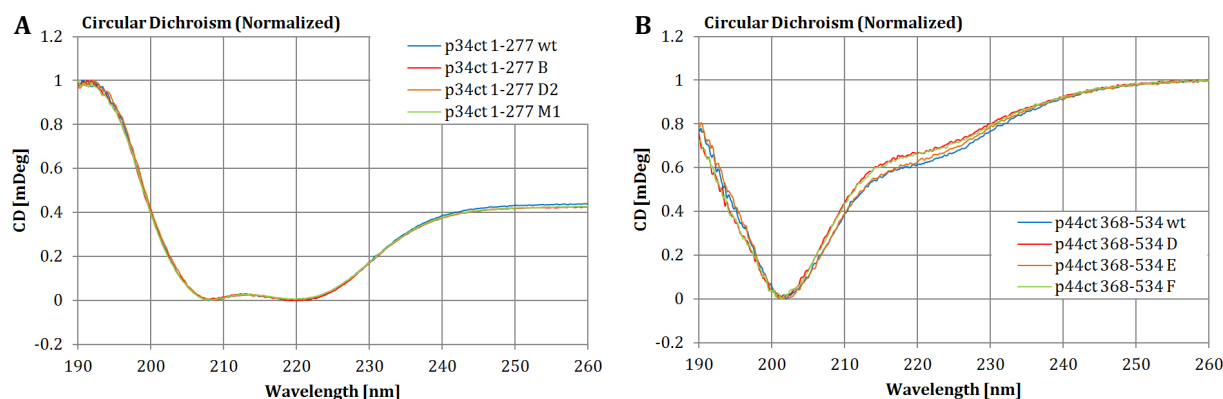 A
Circular Dichroism (Normalized)
CD [mDeg]
1.2
1
0.8
0.6
0.4
0.2
0
-0.2
190 200 210 220 230 240 250 260
Wavelength [nm]
p34ct 1-277 wt
p34ct 1-277 B
p34ct 1-277 D2
p34ct 1-277 M1
B
Circular Dichroism (Normalized)
CD [mDeg]
1.2
1
0.8
0.6
0.4
0.2
0
-0.2
190 200 210 220 230 240 250 260
Wavelength [nm]
p44ct 368-534 wt
p44ct 368-534 D
p44ct 368-534 E
p44ct 368-534 F